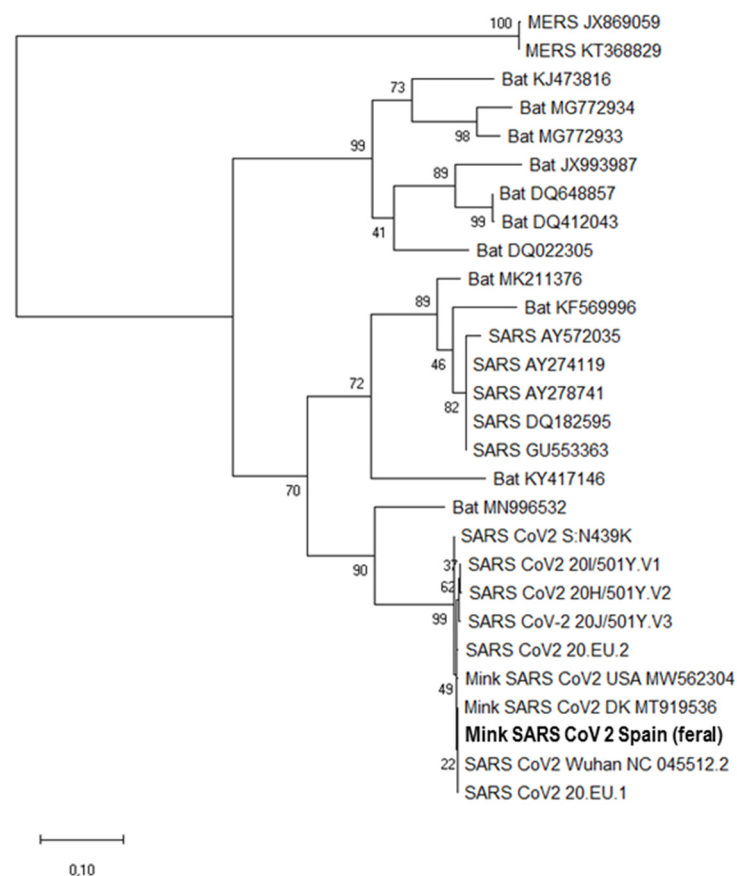 100
MERS JX869059
MERS KT368829
73
Bat KJ473816
Bat MG772934
98
Bat MG772933
99
89
Bat JX993987
Bat DQ648857
99
Bat DQ412043
41
Bat DQ022305
Bat MK211376
89
Bat KF569996
SARS AY572035
46
SARS AY274119
72
SARS AY278741
82
SARS DQ182595
SARS GU553363
70
Bat KY417146
Bat MN996532
SARS CoV2 S:N439K
90
37
SARS CoV2 20I/501Y.V1
62
SARS CoV2 20H/501Y.V2
99
SARS CoV-2 20J/501Y.V3
SARS CoV2 20.EU.2
49
Mink SARS CoV2 USA MW562304
Mink SARS CoV2 DK MT919536
Mink SARS CoV 2 Spain (feral)
22
SARS CoV2 Wuhan NC 045512.2
SARS CoV2 20.EU.1
0,10